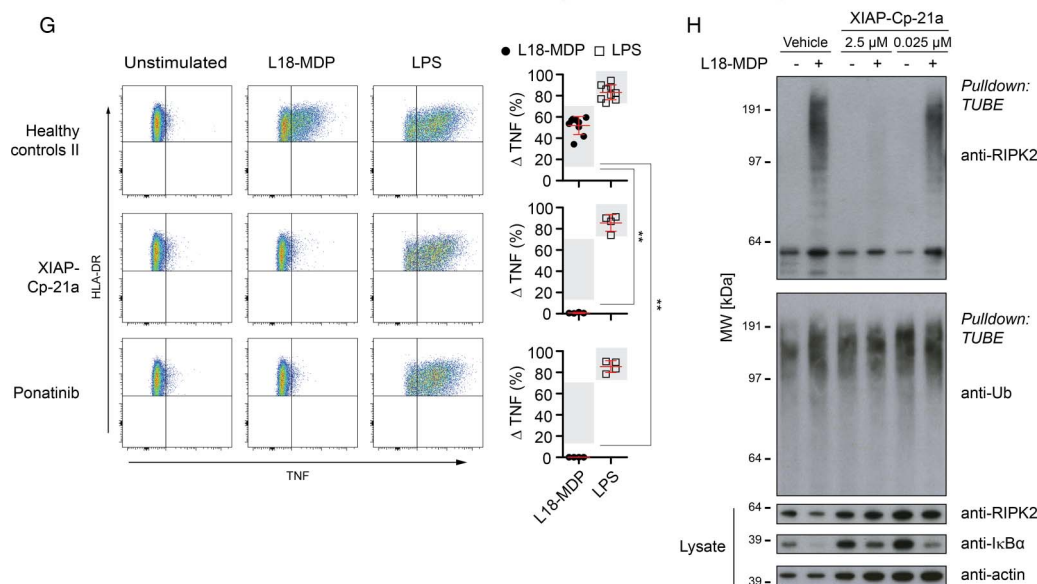 G
Unstimulated
L18-MDP
LPS
Healthy
controls II
XIAP-
Cp-21a
Ponatinib
HLA-DR
TNF
● L18-MDP □ LPS
Δ TNF (%)
100
80
60
40
20
0
Δ TNF (%)
100
80
60
40
20
0
**
Δ TNF (%)
100
80
60
40
20
0
**
L18-MDP
LPS
H
XIAP-Cp-21a
Vehicle
2.5 μM
0.025 μM
L18-MDP
- + - + - +
191
97
64
Pulldown:
TUBE
anti-RIPK2
MW [kDa]
191
97
64
Pulldown:
TUBE
anti-Ub
Lysate
64
anti-RIPK2
39
anti-IκBα
39
anti-actin